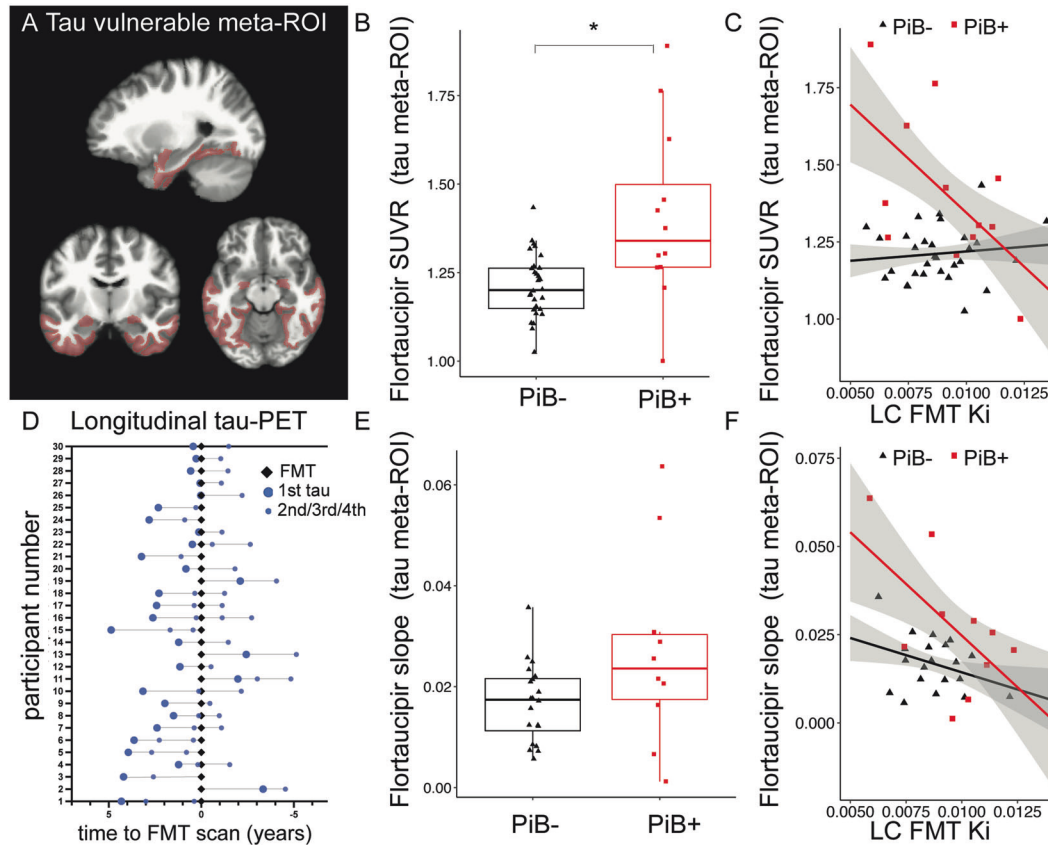 A Tau vulnerable meta-ROI
B
*
Flortaucipir SUVR (tau meta-ROI)
1.75
1.50
1.25
1.00
PiB-
PiB+
C
PiB-
PiB+
Flortaucipir SUVR (tau meta-ROI)
1.75
1.50
1.25
1.00
0.0050
0.0075
0.0100
0.0125
LC FMT Ki
D
Longitudinal tau-PET
FMT
1st tau
2nd/3rd/4th
participant number
30
29
28
27
26
25
24
23
22
21
20
19
18
17
16
15
14
13
12
11
10
9
8
7
6
5
4
3
2
1
5
0
-5
time to FMT scan (years)
E
Flortaucipir slope (tau meta-ROI)
0.06
0.04
0.02
0.00
PiB-
PiB+
F
PiB-
PiB+
Flortaucipir slope (tau meta-ROI)
0.075
0.050
0.025
0.000
0.0050
0.0075
0.0100
0.0125
LC FMT Ki